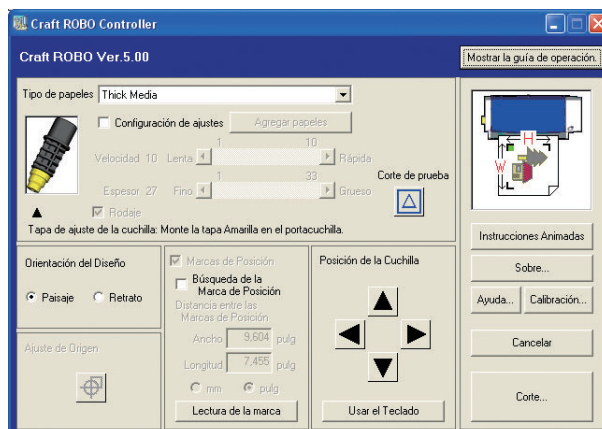 Craft ROBO Controller
Craft ROBO Ver.5.00
Mostrar la guía de operación.
Tipo de papeles Thick Media
Configuración de ajustes Agregar papeles
1 10
Velocidad 10 Lenta Rápida
1 33
Espesor 27 Fino Grueso
Corte de prueba
Rodaje
Tapa de ajuste de la cuchilla: Monte la tapa Amarilla en el portacuchilla.
H
W
Instrucciones Animadas
Sobre...
Ayuda... Calibración...
Cancelar
Corte...
Orientación del Diseño
Paisaje Retrato
Ajuste de Origen
Marcas de Posición
Búsqueda de la
Marca de Posición
Distancia entre las
Marcas de Posición
Ancho 9,604 pulg
Longitud 7,455 pulg
mm pulg
Lectura de la marca
Posición de la Cuchilla
Usar el Teclado